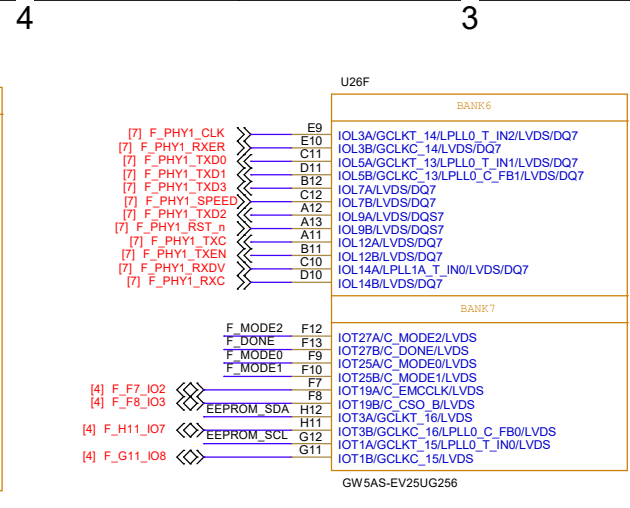 4 3
U26F
BANK6
[7] F_PHY1_CLK E9 IOL3A/GCLKT_14/LPLL0_T_IN2/LVDS/DQ7
[7] F_PHY1_RXER E10 IOL3B/GCLKC_14/LVDS/DQ7
[7] F_PHY1_TXD0 C11 IOL5A/GCLKT_13/LPLL0_T_IN1/LVDS/DQ7
[7] F_PHY1_TXD1 D11 IOL5B/GCLKC_13/LPLL0_C_FB1/LVDS/DQ7
[7] F_PHY1_TXD3 B12 IOL7A/LVDS/DQ7
[7] F_PHY1_SPEED C12 IOL7B/LVDS/DQ7
[7] F_PHY1_TXD2 A12 IOL9A/LVDS/DQS7
[7] F_PHY1_RST_n A13 IOL9B/LVDS/DQS7
[7] F_PHY1_TXC A11 IOL12A/LVDS/DQ7
[7] F_PHY1_TXEN B11 IOL12B/LVDS/DQ7
[7] F_PHY1_RXDV C10 IOL14A/LPLL1A_T_IN0/LVDS/DQ7
[7] F_PHY1_RXC D10 IOL14B/LVDS/DQ7
BANK7
F_MODE2 F12 IOT27A/C_MODE2/LVDS
F_DONE F13 IOT27B/C_DONE/LVDS
F_MODE0 F9 IOT25A/C_MODE0/LVDS
F_MODE1 F10 IOT25B/C_MODE1/LVDS
[4] F_F7_IO2 F7 IOT19A/C_EMCCLK/LVDS
[4] F_F8_IO3 F8 IOT19B/C_CSO_B/LVDS
EEPROM_SDA H12 IOT3A/GCLKT_16/LVDS
[4] F_H11_IO7 H11 IOT3B/GCLKC_16/LPLL0_C_FB0/LVDS
EEPROM_SCL G12 IOT1A/GCLKT_15/LPLL0_T_IN0/LVDS
[4] F_G11_IO8 G11 IOT1B/GCLKC_15/LVDS
GW5AS-EV25UG256